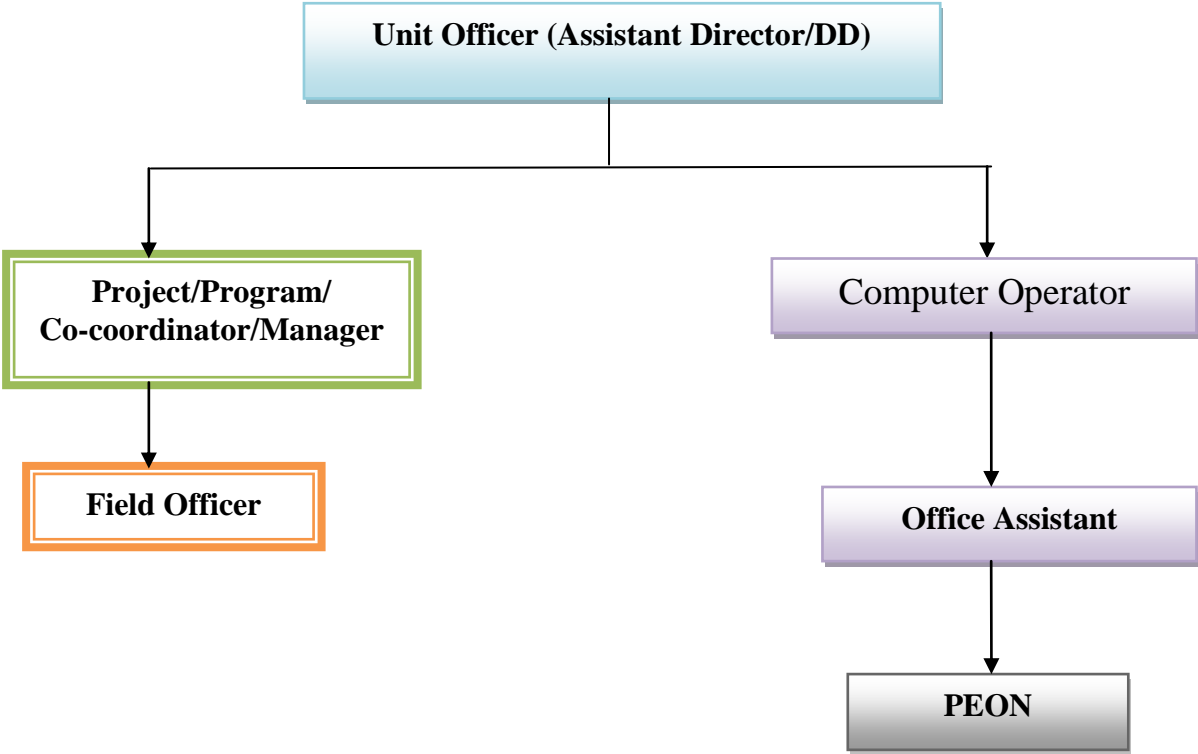 Unit Officer (Assistant Director/DD)
Project/Program/
Co-coordinator/Manager
Computer Operator
Field Officer
Office Assistant
PEON